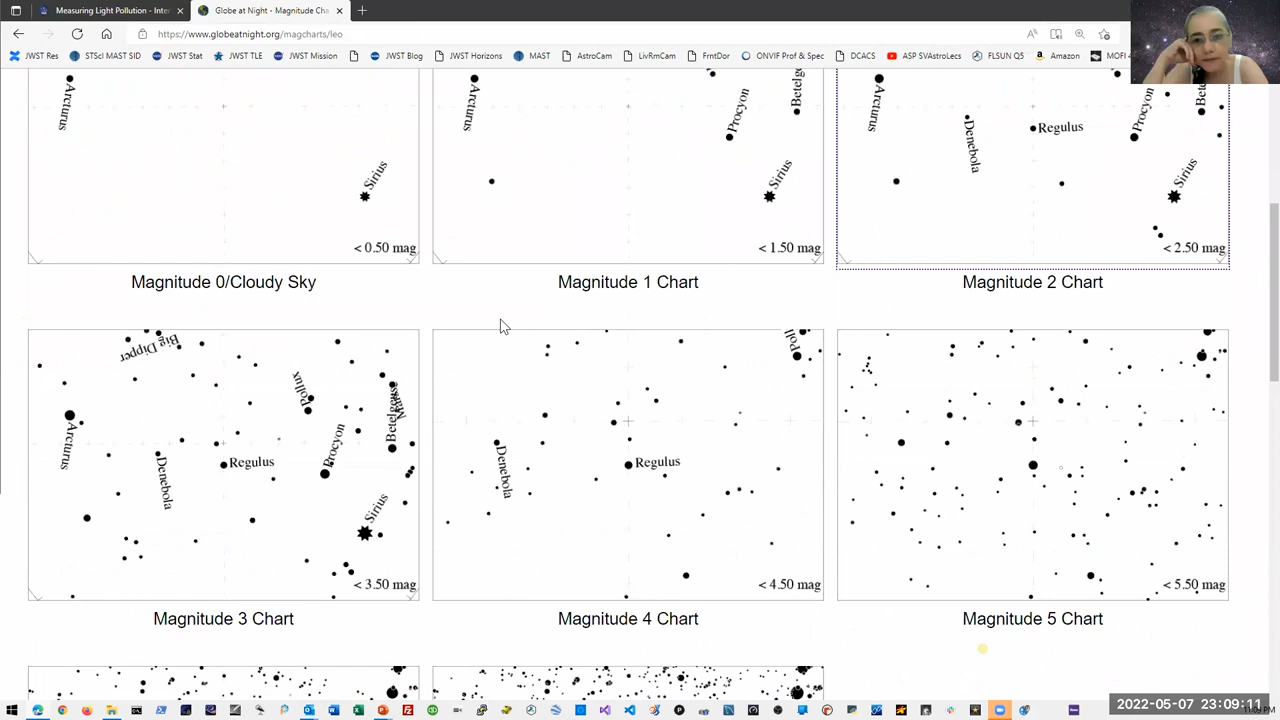 Measuring Light Pollution - Intern
Globe at Night - Magnitude Cha
https://www.globeatnight.org/magcharts/leo
JWST Res
STScI MAST SID
JWST Stat
JWST TLE
JWST Mission
JWST Blog
JWST Horizons
MAST
AstroCam
LivRmCam
FrntDor
ONVIF Prof & Spec
DCACS
ASP SVAstroLecs
FLSUN Q5
Amazon
MOFI
Arcturus
Sirius
< 0.50 mag
Magnitude 0/Cloudy Sky
Arcturus
Procyon
Betelg
Sirius
< 1.50 mag
Magnitude 1 Chart
Arcturus
Denebola
Regulus
Procyon
Bete
Sirius
< 2.50 mag
Magnitude 2 Chart
Big Dipper
Arcturus
Denebola
Regulus
Pollux
Procyon
Betelgeuse
Sirius
< 3.50 mag
Magnitude 3 Chart
Poll
Denebola
Regulus
< 4.50 mag
Magnitude 4 Chart
< 5.50 mag
Magnitude 5 Chart
2022-05-07 23:09:11